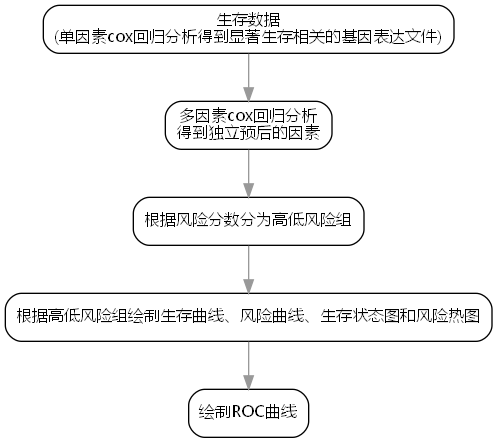 生存数据
(单因素cox回归分析得到显著生存相关的基因表达文件)
多因素cox回归分析
得到独立预后的因素
根据风险分数分为高低风险组
根据高低风险组绘制生存曲线、风险曲线、生存状态图和风险热图
绘制ROC曲线